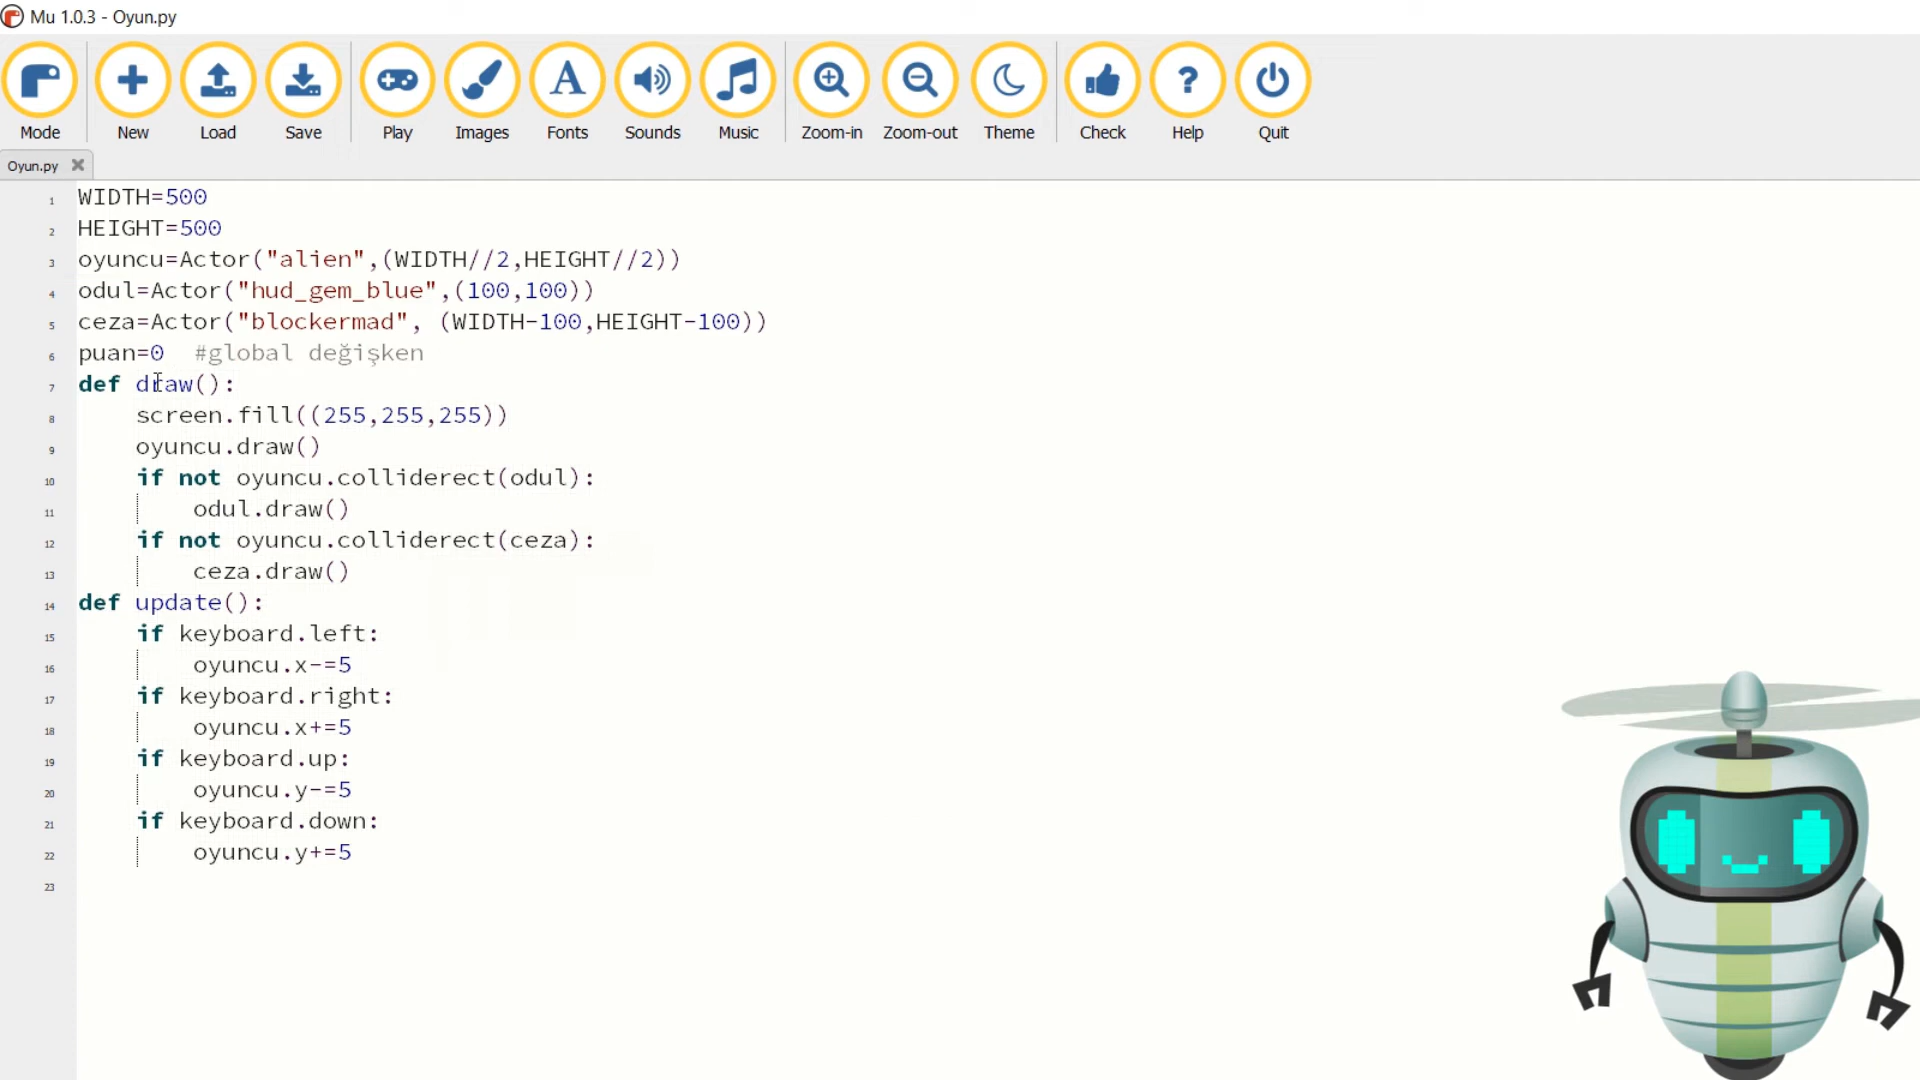 Mu 1.0.3 - Oyun.py
Mode New Load Save Play Images Fonts Sounds Music Zoom-in Zoom-out Theme Check Help Quit
Oyun.py
1 WIDTH=500
2 HEIGHT=500
3 oyuncu=Actor("alien",(WIDTH//2,HEIGHT//2))
4 odul=Actor("hud_gem_blue",(100,100))
5 ceza=Actor("blockermad", (WIDTH-100,HEIGHT-100))
6 puan=0  #global değişken
7 def draw():
8     screen.fill((255,255,255))
9     oyuncu.draw()
10     if not oyuncu.colliderect(odul):
11         odul.draw()
12     if not oyuncu.colliderect(ceza):
13         ceza.draw()
14 def update():
15     if keyboard.left:
16         oyuncu.x-=5
17     if keyboard.right:
18         oyuncu.x+=5
19     if keyboard.up:
20         oyuncu.y-=5
21     if keyboard.down:
22         oyuncu.y+=5
23